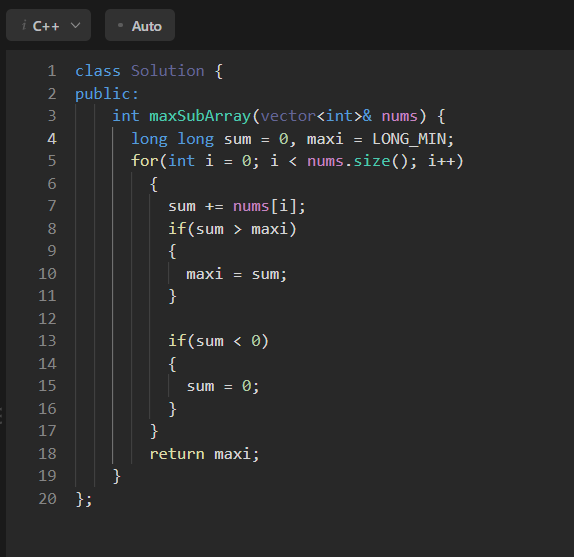 i C++ Auto
1 class Solution {
2 public:
3 int maxSubArray(vector<int>& nums) {
4 long long sum = 0, maxi = LONG_MIN;
5 for(int i = 0; i < nums.size(); i++)
6 {
7 sum += nums[i];
8 if(sum > maxi)
9 {
10 maxi = sum;
11 }
12
13 if(sum < 0)
14 {
15 sum = 0;
16 }
17 }
18 return maxi;
19 }
20 };